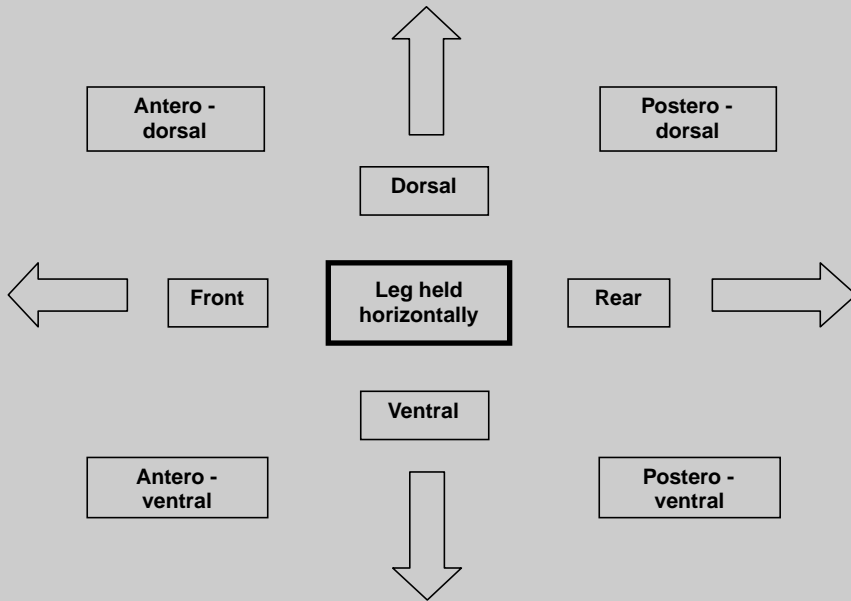 Antero -
dorsal
Postero -
dorsal
Dorsal
Front
Leg held
horizontally
Rear
Ventral
Antero -
ventral
Postero -
ventral